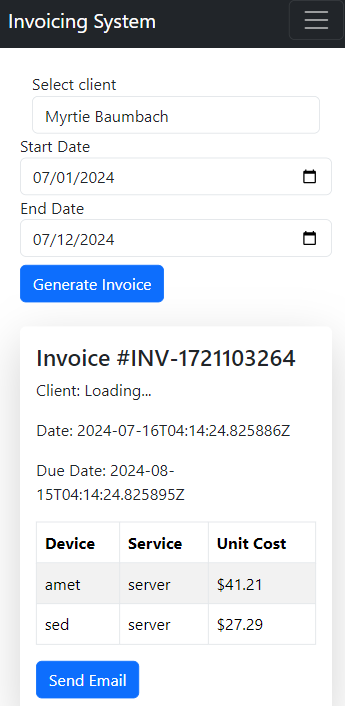 Invoicing System
Select client
Myrtie Baumbach
Start Date
07/01/2024
End Date
07/12/2024
Generate Invoice
Invoice #INV-1721103264
Client: Loading...
Date: 2024-07-16T04:14:24.825886Z
Due Date: 2024-08-
15T04:14:24.825895Z
Device Service Unit Cost
amet server $41.21
sed server $27.29
Send Email